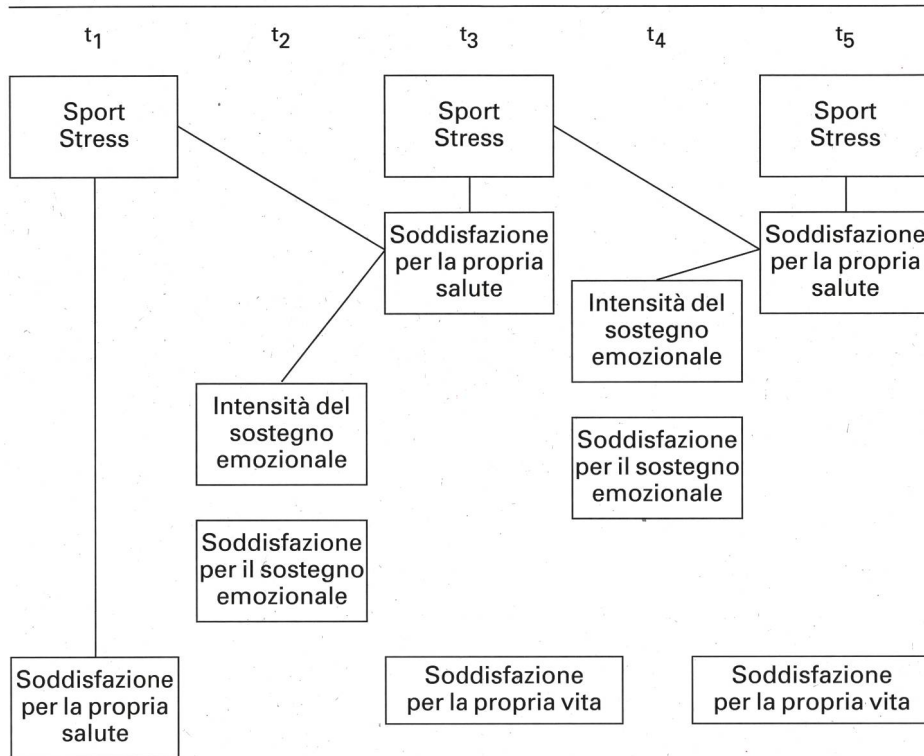 t1 t2 t3 t4 t5
Sport
Stress
Sport
Stress
Sport
Stress
Soddisfazione
per la propria
salute
Soddisfazione
per la propria
salute
Intensità del
sostegno
emozionale
Intensità del
sostegno
emozionale
Soddisfazione
per il sostegno
emozionale
Soddisfazione
per il sostegno
emozionale
Soddisfazione
per la propria
salute
Soddisfazione
per la propria vita
Soddisfazione
per la propria vita